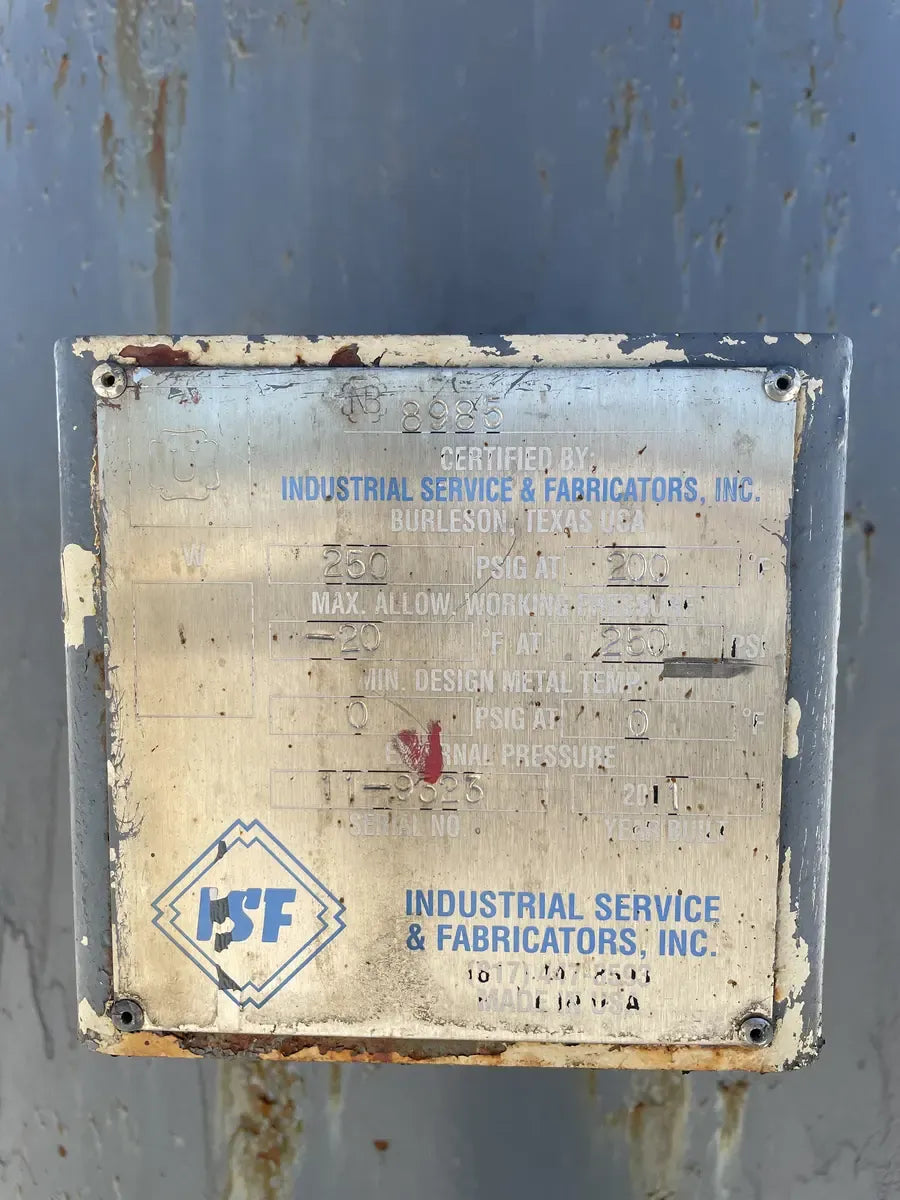 NB 8985
U
CERTIFIED BY:
INDUSTRIAL SERVICE & FABRICATORS, INC.
BURLESON, TEXAS USA
W
250 PSIG AT 200 °F
MAX. ALLOW. WORKING PRESSURE
-20 °F AT 250 PSI
MIN. DESIGN METAL TEMP.
0 PSIG AT 0 °F
EXTERNAL PRESSURE
11-9323 2011
SERIAL NO YEAR BUILT
ISF
INDUSTRIAL SERVICE
& FABRICATORS, INC.
MADE IN USA